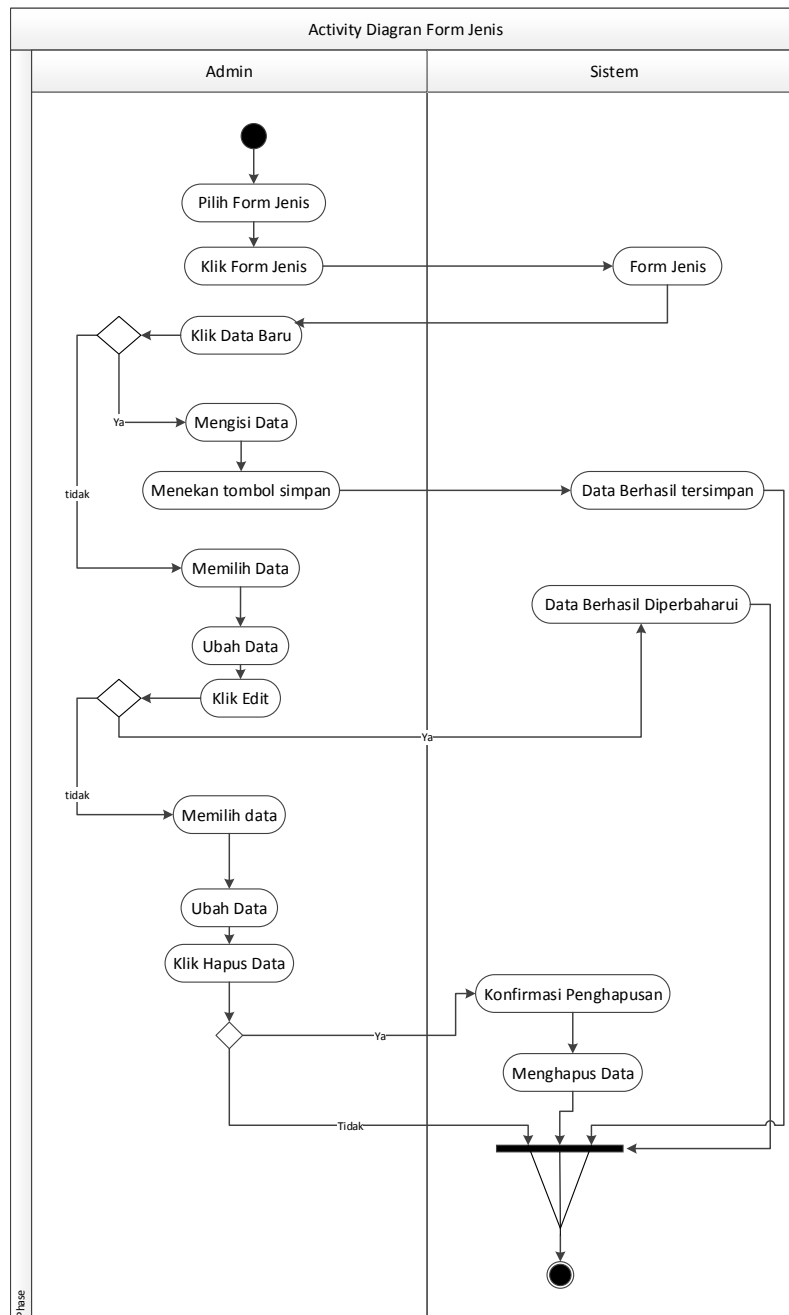 Activity Diagran Form Jenis
Admin
Sistem
Pilih Form Jenis
Klik Form Jenis
Form Jenis
Klik Data Baru
Ya
Mengisi Data
tidak
Menekan tombol simpan
Data Berhasil tersimpan
Memilih Data
Data Berhasil Diperbaharui
Ubah Data
Klik Edit
Ya
tidak
Memilih data
Ubah Data
Klik Hapus Data
Konfirmasi Penghapusan
Ya
Menghapus Data
Tidak
Phase